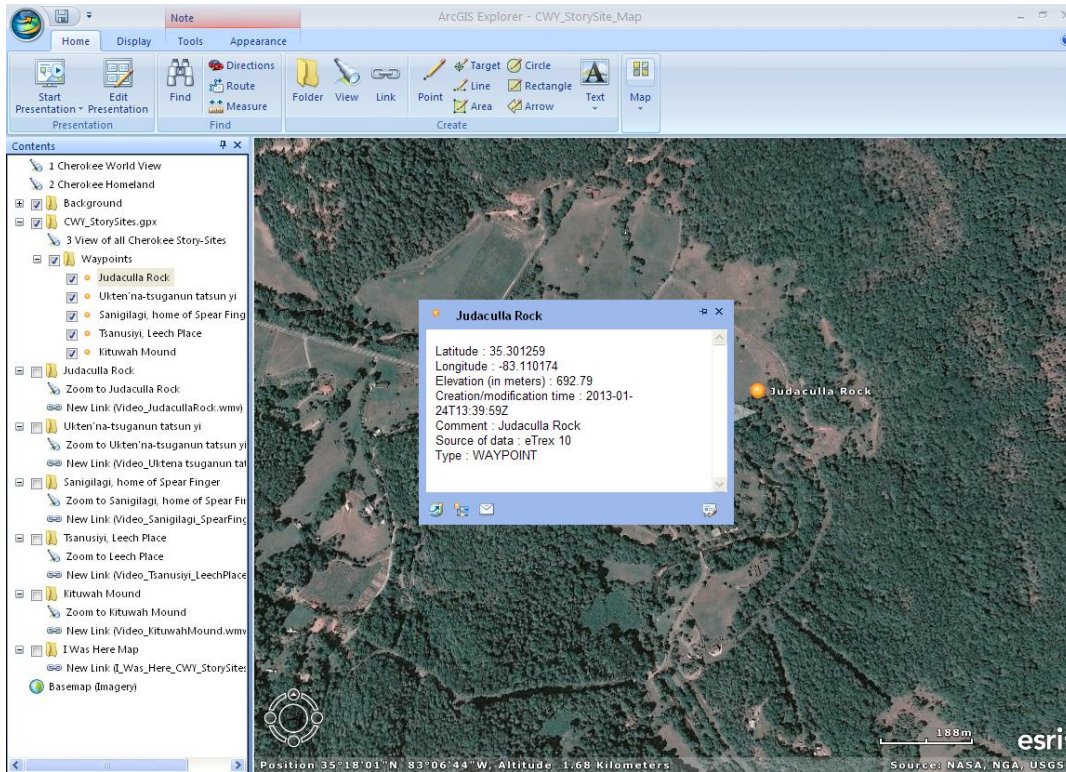 Note
ArcGIS Explorer - CWY_StorySite_Map
Home Display Tools Appearance
Start Presentation
Edit Presentation
Presentation
Find
Directions
Route
Measure
Find
Folder
View
Link
Point
Target
Line
Area
Circle
Rectangle
Arrow
Text
Create
Map
Contents
1 Cherokee World View
2 Cherokee Homeland
Background
CWY_StorySites.gpx
3 View of all Cherokee Story-Sites
Waypoints
Judaculla Rock
Ukten'na-tsuganun tatsun yi
Sanigilagi, home of Spear Fing
Tsanusiyi, Leech Place
Kituwah Mound
Judaculla Rock
Zoom to Judaculla Rock
New Link (Video_JudacullaRock.wmv)
Ukten'na-tsuganun tatsun yi
Zoom to Ukten'na-tsuganun tatsun yi
New Link (Video_Uktena tsuganun tat
Sanigilagi, home of Spear Finger
Zoom to Sanigilagi, home of Spear Fin
New Link (Video_Sanigilagi_SpearFing
Tsanusiyi, Leech Place
Zoom to Leech Place
New Link (Video_Tsanusiyi_LeechPlace
Kituwah Mound
Zoom to Kituwah Mound
New Link (Video_KituwahMound.wmv
I Was Here Map
New Link (I_Was_Here_CWY_StorySites
Basemap (Imagery)
Judaculla Rock
Latitude : 35.301259
Longitude : -83.110174
Elevation (in meters) : 692.79
Creation/modification time : 2013-01-
24T13:39:59Z
Comment : Judaculla Rock
Source of data : eTrex 10
Type : WAYPOINT
Judaculla Rock
188m
esri
Position 35°18'01"N 83°06'44"W, Altitude 1.68 Kilometers
Source: NASA, NGA, USGS